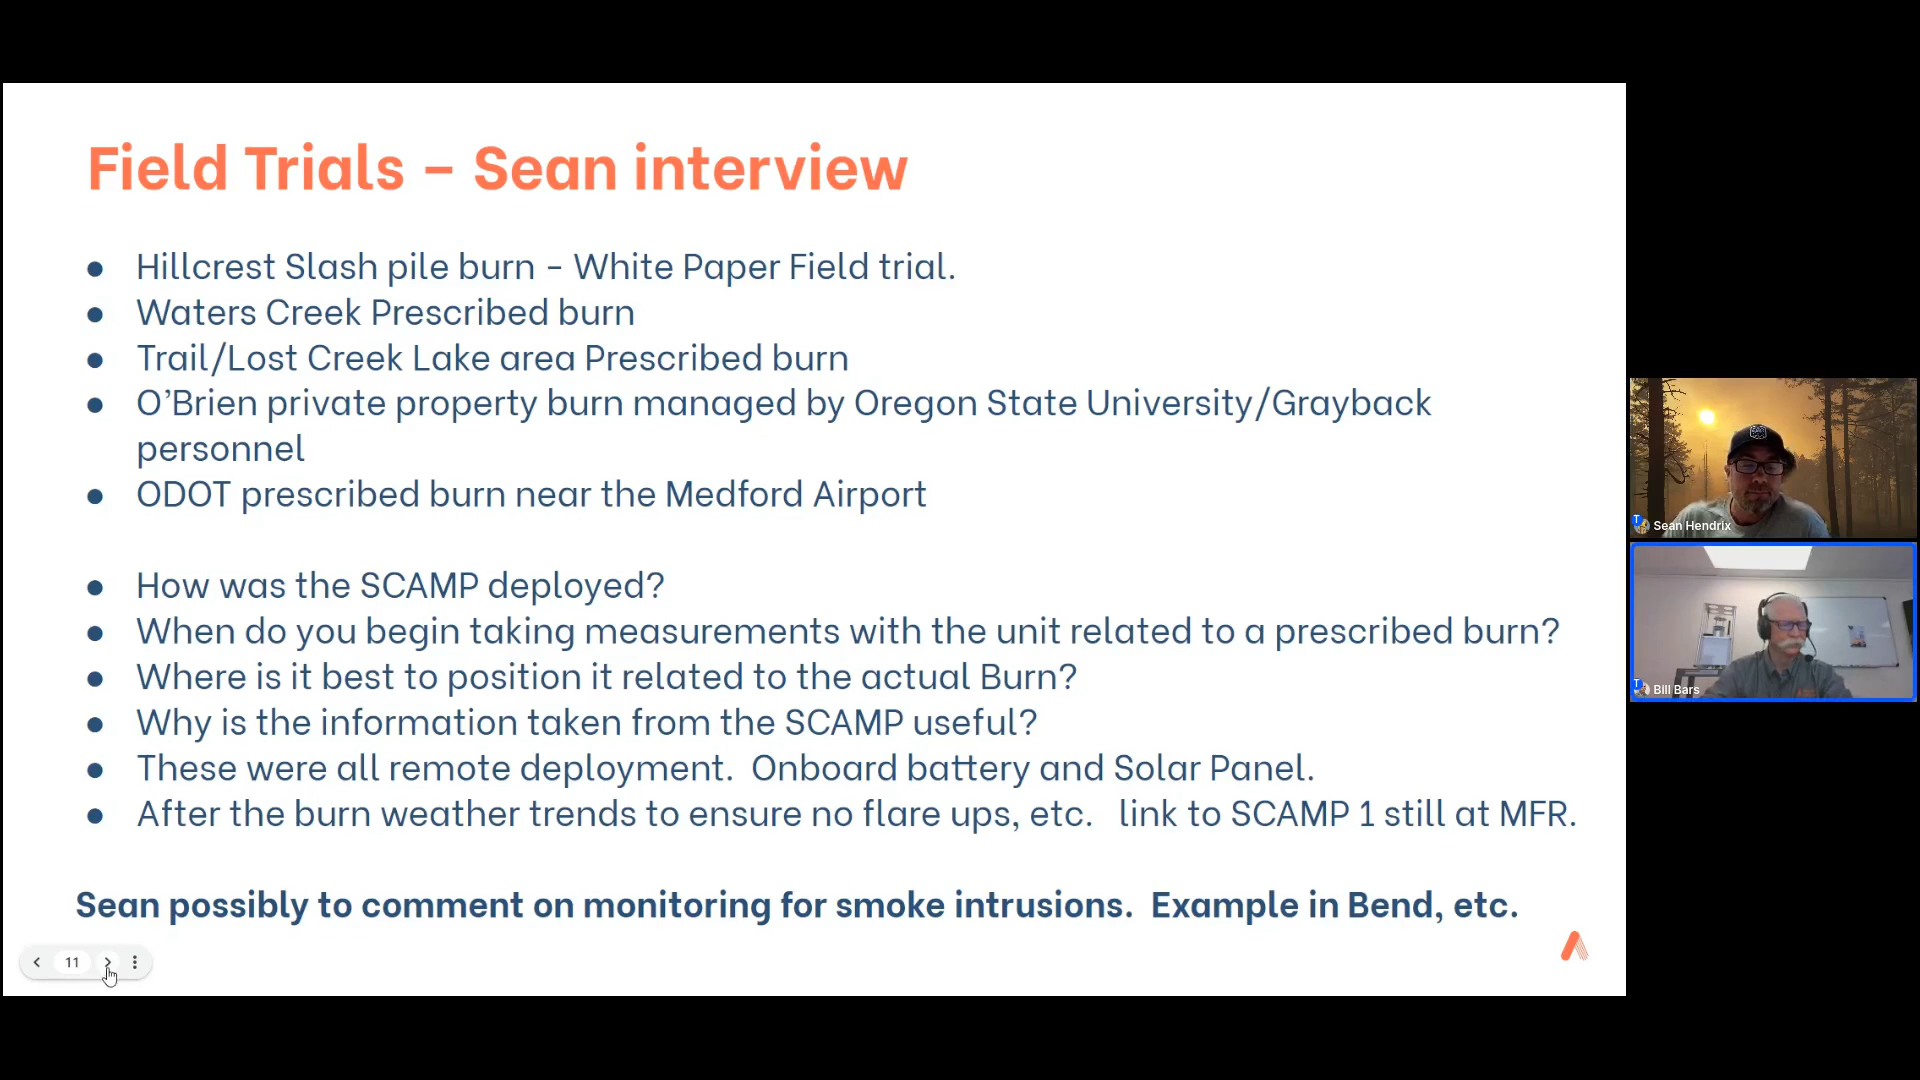 Field Trials – Sean interview
● Hillcrest Slash pile burn - White Paper Field trial.
● Waters Creek Prescribed burn
● Trail/Lost Creek Lake area Prescribed burn
● O’Brien private property burn managed by Oregon State University/Grayback
personnel
● ODOT prescribed burn near the Medford Airport
● How was the SCAMP deployed?
● When do you begin taking measurements with the unit related to a prescribed burn?
● Where is it best to position it related to the actual Burn?
● Why is the information taken from the SCAMP useful?
● These were all remote deployment.  Onboard battery and Solar Panel.
● After the burn weather trends to ensure no flare ups, etc.   link to SCAMP 1 still at MFR.
Sean possibly to comment on monitoring for smoke intrusions.  Example in Bend, etc.
11
Sean Hendrix
Bill Bars